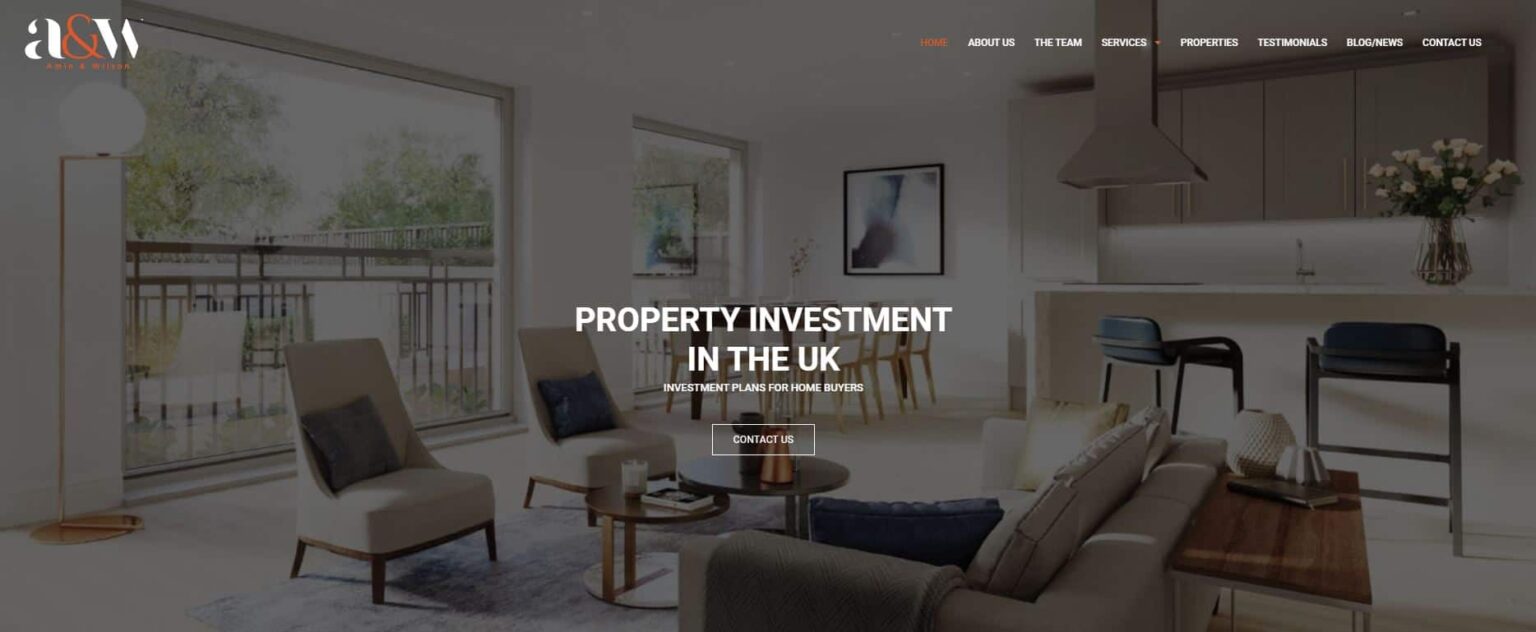 a&w
Amin & Wilson
HOME ABOUT US THE TEAM SERVICES PROPERTIES TESTIMONIALS BLOG/NEWS CONTACT US
PROPERTY INVESTMENT
IN THE UK
INVESTMENT PLANS FOR HOME BUYERS
CONTACT US